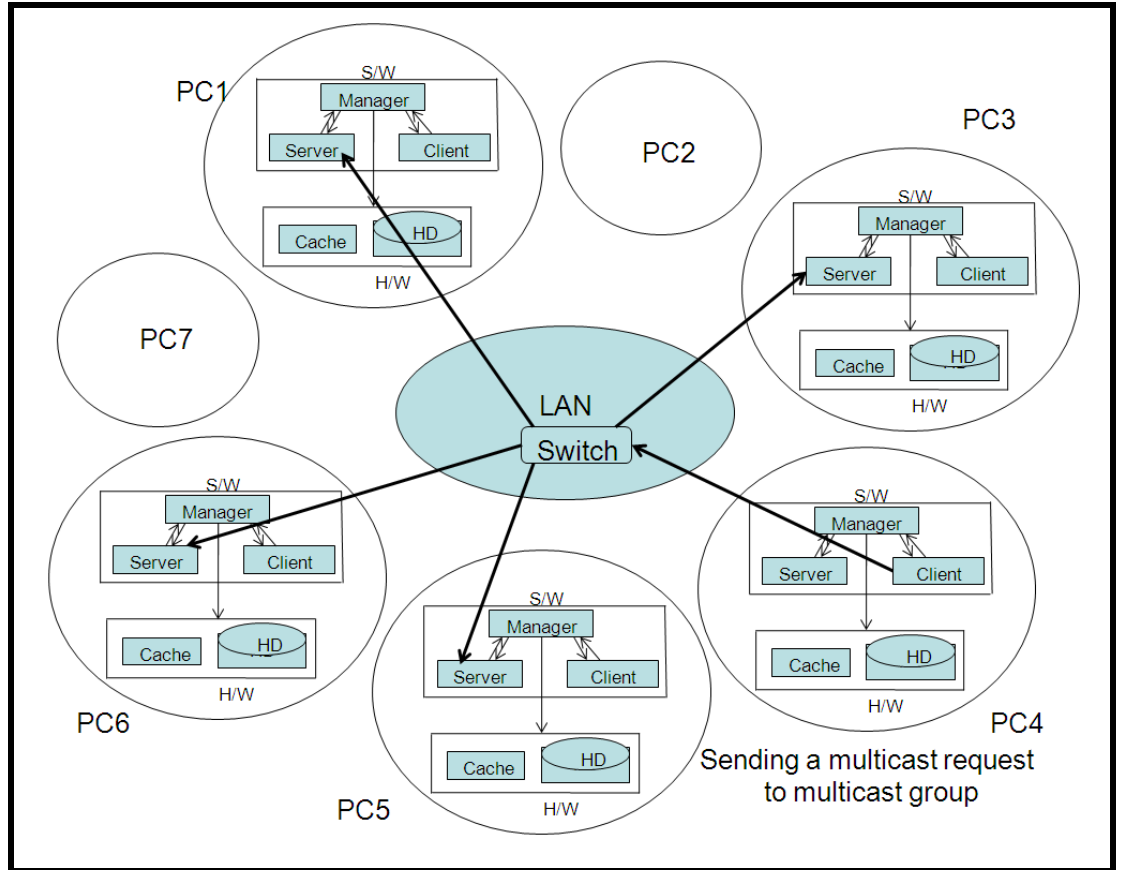 PC1
S/W
Manager
Server
Client
Cache
HD
H/W
PC2
PC3
S/W
Manager
Server
Client
Cache
HD
H/W
PC7
LAN
Switch
S/W
Manager
Server
Client
Cache
HD
H/W
PC6
S/W
Manager
Server
Client
Cache
HD
H/W
PC5
S/W
Manager
Server
Client
Cache
HD
H/W
PC4
Sending a multicast request
to multicast group